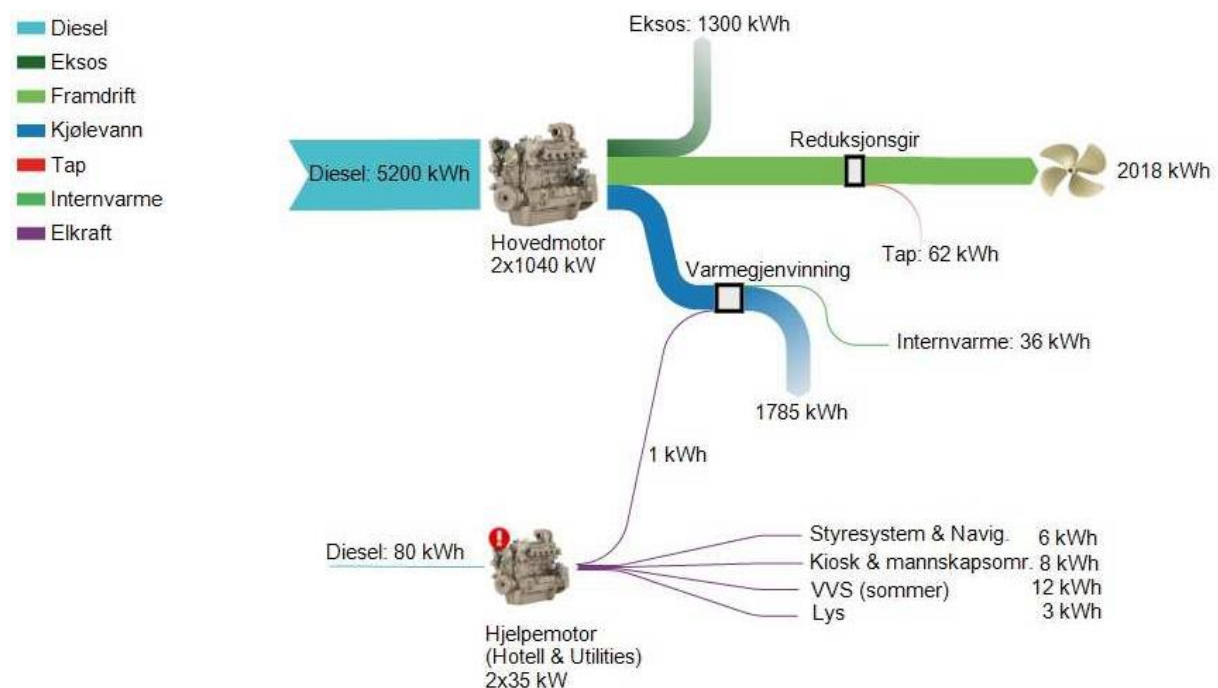 Diesel
Eksos
Framdrift
Kjølevann
Tap
Internvarme
Elkraft
Eksos: 1300 kWh
Diesel: 5200 kWh
Hovedmotor
2x1040 kW
Reduksjonsgir
2018 kWh
Tap: 62 kWh
Varmegjenvinning
Internvarme: 36 kWh
1785 kWh
1 kWh
Diesel: 80 kWh
Hjelpemotor
(Hotell & Utilities)
2x35 kW
Styresystem & Navig. 6 kWh
Kiosk & mannskapsomr. 8 kWh
VVS (sommer) 12 kWh
Lys 3 kWh